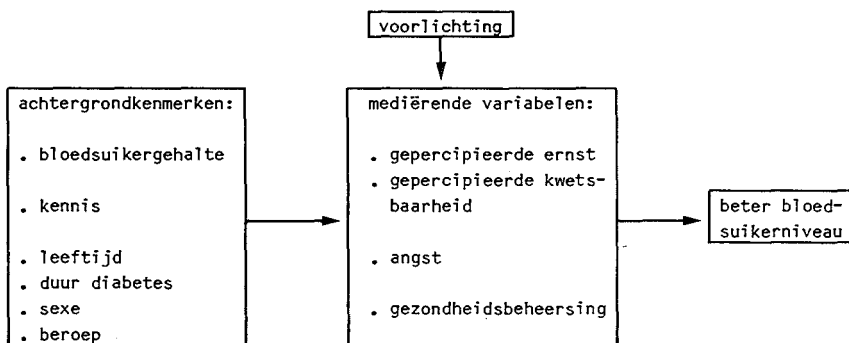 voorlichting
achtergrondkenmerken:
. bloedsuikergehalte
. kennis
. leeftijd
. duur diabetes
. sexe
. beroep
mediërende variabelen:
. gepercipieerde ernst
. gepercipieerde kwets-
baarheid
. angst
. gezondheidsbeheersing
beter bloed-
suikerniveau